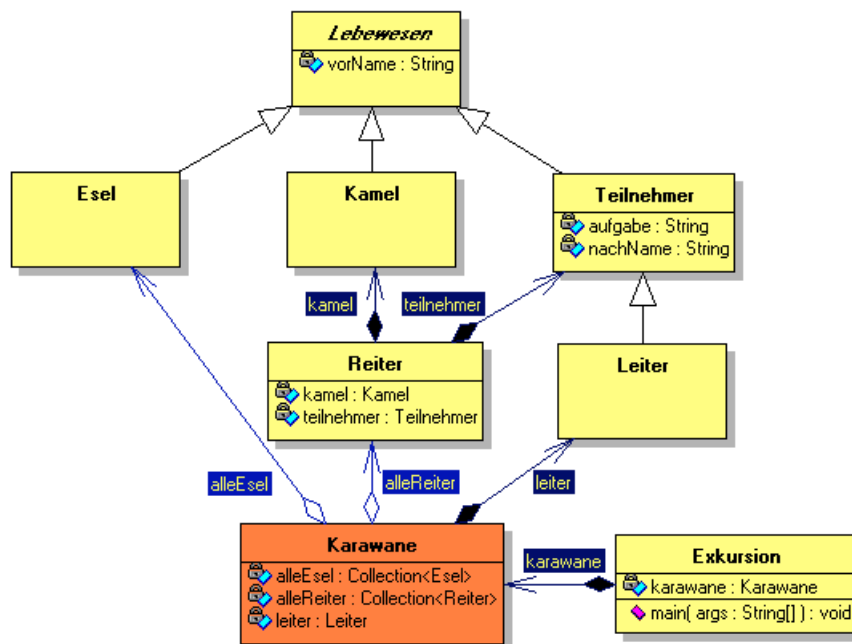 Lebewesen
vorName : String
Esel
Kamel
Teilnehmer
aufgabe : String
nachName : String
kamel
teilnehmer
Reiter
kamel : Kamel
teilnehmer : Teilnehmer
Leiter
alleEsel
alleReiter
leiter
Karawane
alleEsel : Collection<Esel>
alleReiter : Collection<Reiter>
leiter : Leiter
karawane
Exkursion
karawane : Karawane
main( args : String[] ) : void